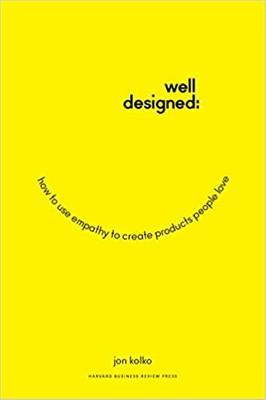 well
designed:
how to use empathy to create products people love
jon kolko
HARVARD BUSINESS REVIEW PRESS